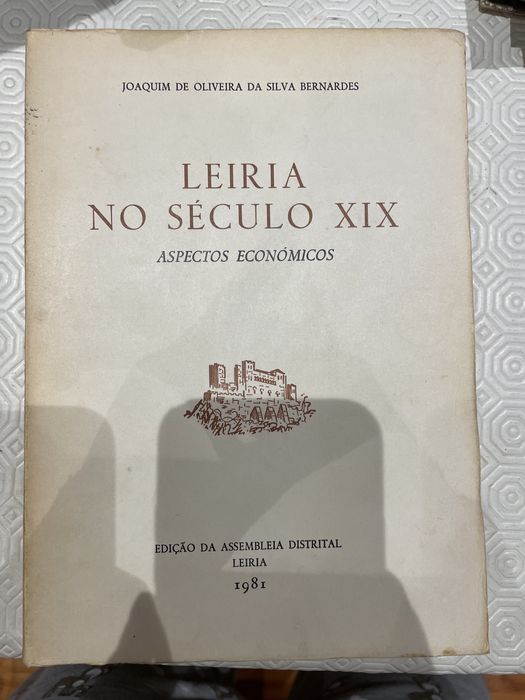 JOAQUIM DE OLIVEIRA DA SILVA BERNARDES
LEIRIA
NO SÉCULO XIX
ASPECTOS ECONÓMICOS
EDIÇÃO DA ASSEMBLEIA DISTRITAL
LEIRIA
1981